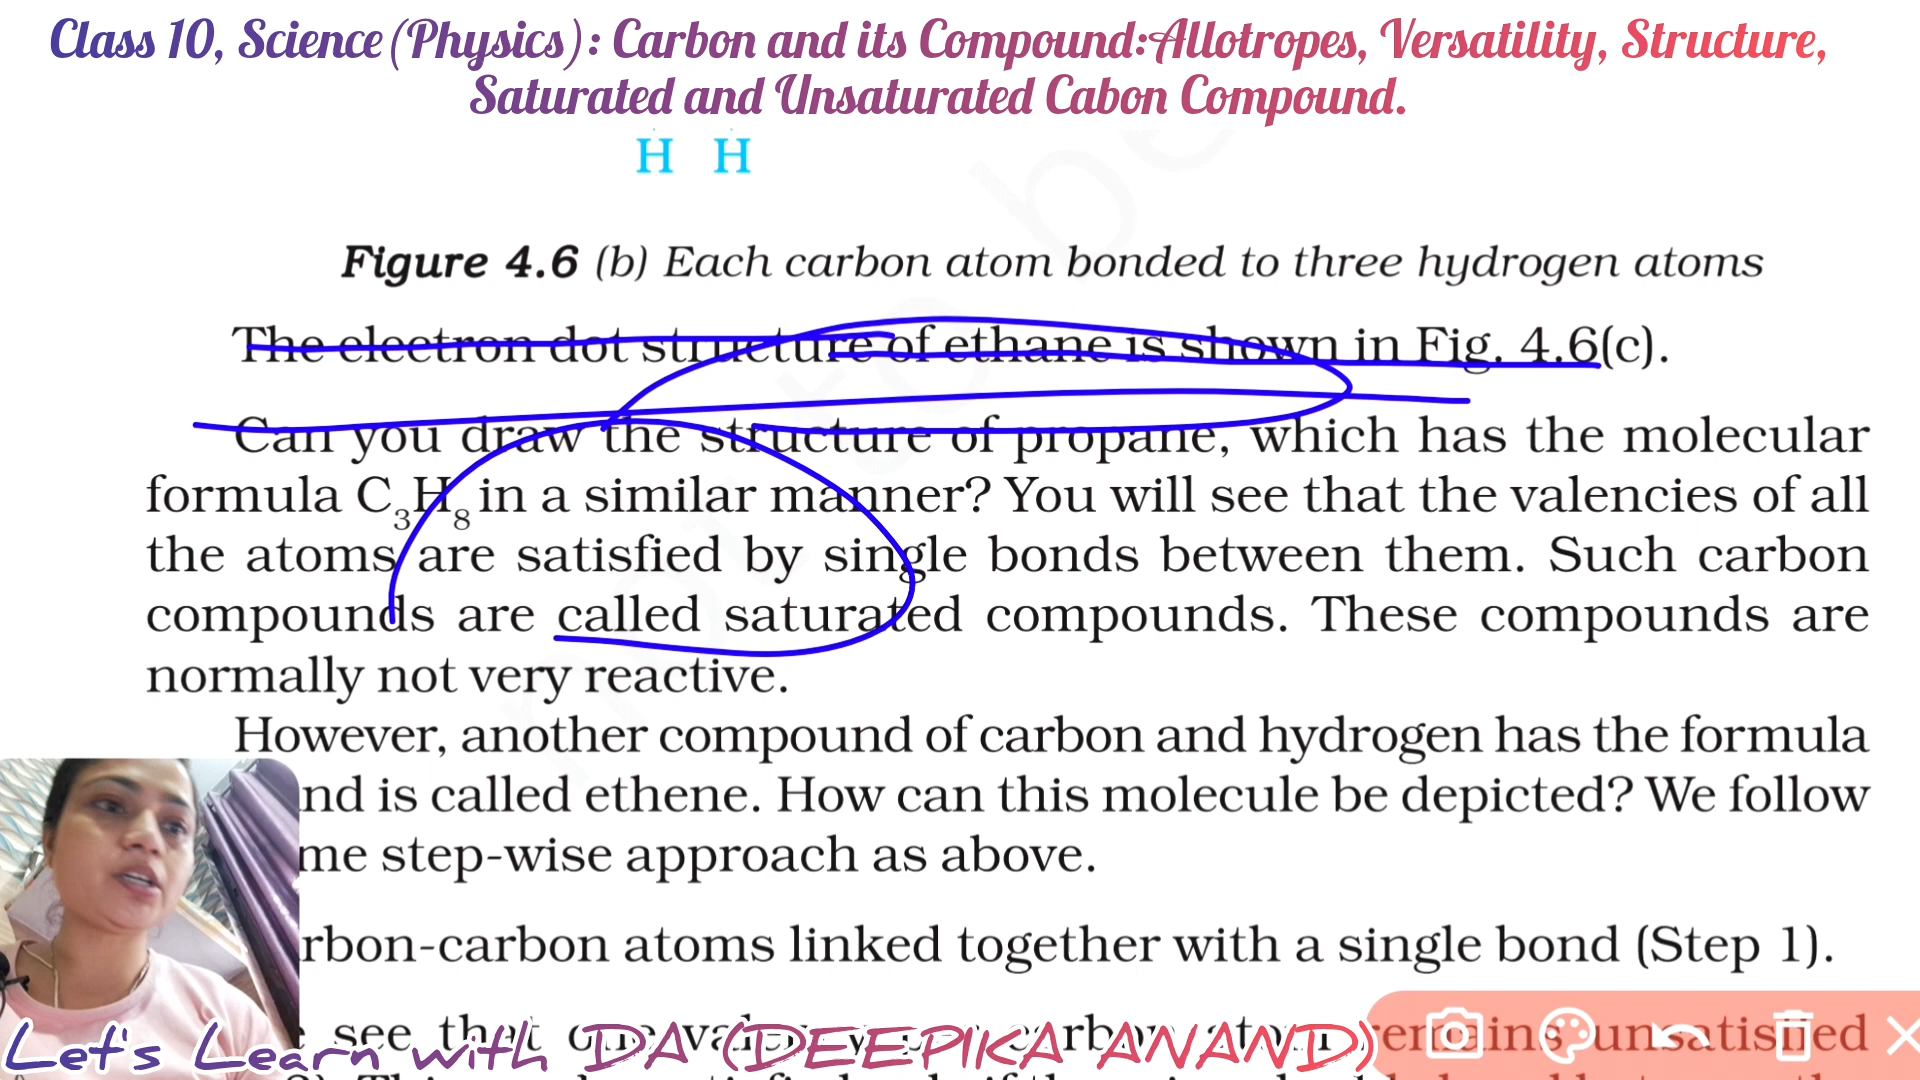 Class 10, Science(Physics): Carbon and its Compound:Allotropes, Versatility, Structure,
Saturated and Unsaturated Cabon Compound.
H H
Figure 4.6 (b) Each carbon atom bonded to three hydrogen atoms
The electron dot structure of ethane is shown in Fig. 4.6(c).
Can you draw the structure of propane, which has the molecular
formula C₃H₈ in a similar manner? You will see that the valencies of all
the atoms are satisfied by single bonds between them. Such carbon
compounds are called saturated compounds. These compounds are
normally not very reactive.
However, another compound of carbon and hydrogen has the formula
nd is called ethene. How can this molecule be depicted? We follow
me step-wise approach as above.
rbon-carbon atoms linked together with a single bond (Step 1).
see that carbon atom remains unsatisfied
Let's Learn with DA (DEEPIKA ANAND)